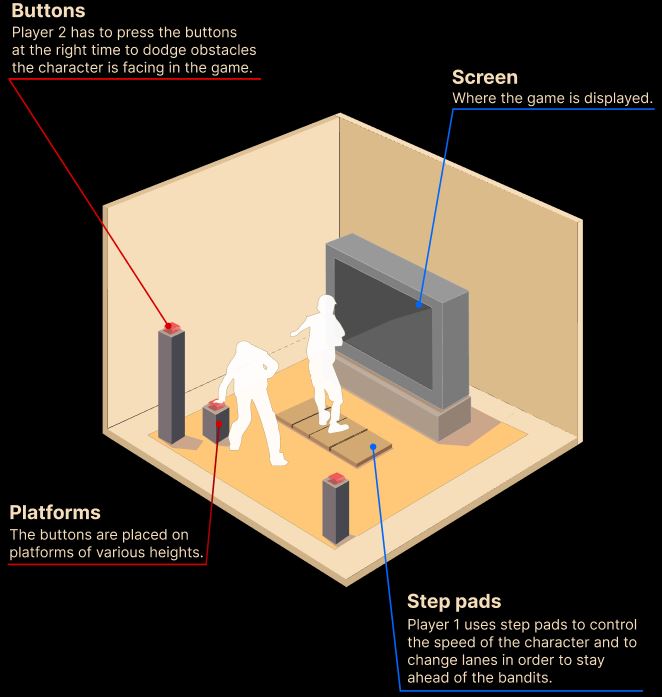 Buttons
Player 2 has to press the buttons
at the right time to dodge obstacles
the character is facing in the game.
Screen
Where the game is displayed.
Platforms
The buttons are placed on
platforms of various heights.
Step pads
Player 1 uses step pads to control
the speed of the character and to
change lanes in order to stay
ahead of the bandits.